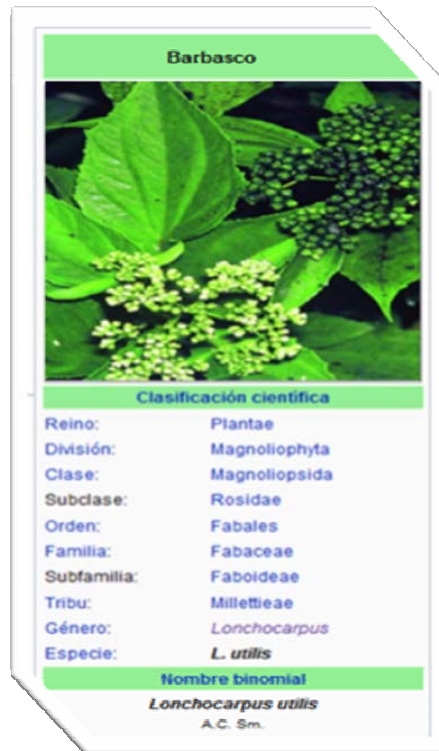 Barbasco
Clasificación científica
Reino: Plantae
División: Magnoliophyta
Clase: Magnoliopsida
Subclase: Rosidae
Orden: Fabales
Familia: Fabaceae
Subfamilia: Faboideae
Tribu: Millettieae
Género: Lonchocarpus
Especie: L. utilis
Nombre binomial
Lonchocarpus utilis
A.C. Sm.